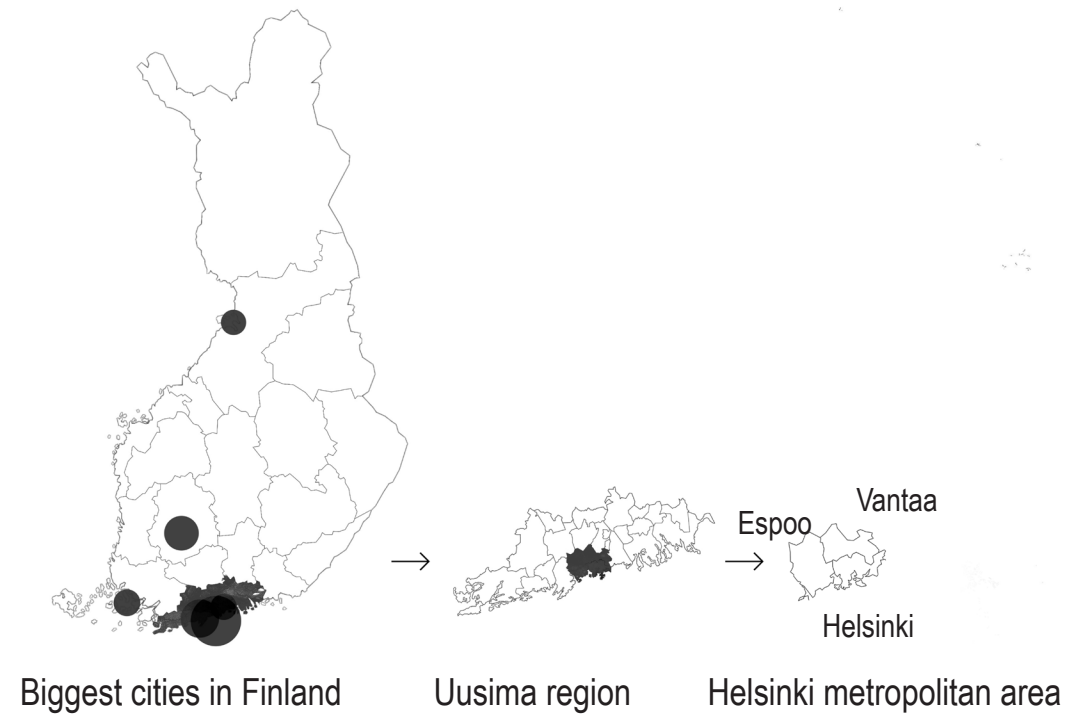 Vantaa
Espoo
Helsinki
Biggest cities in Finland
Uusima region
Helsinki metropolitan area